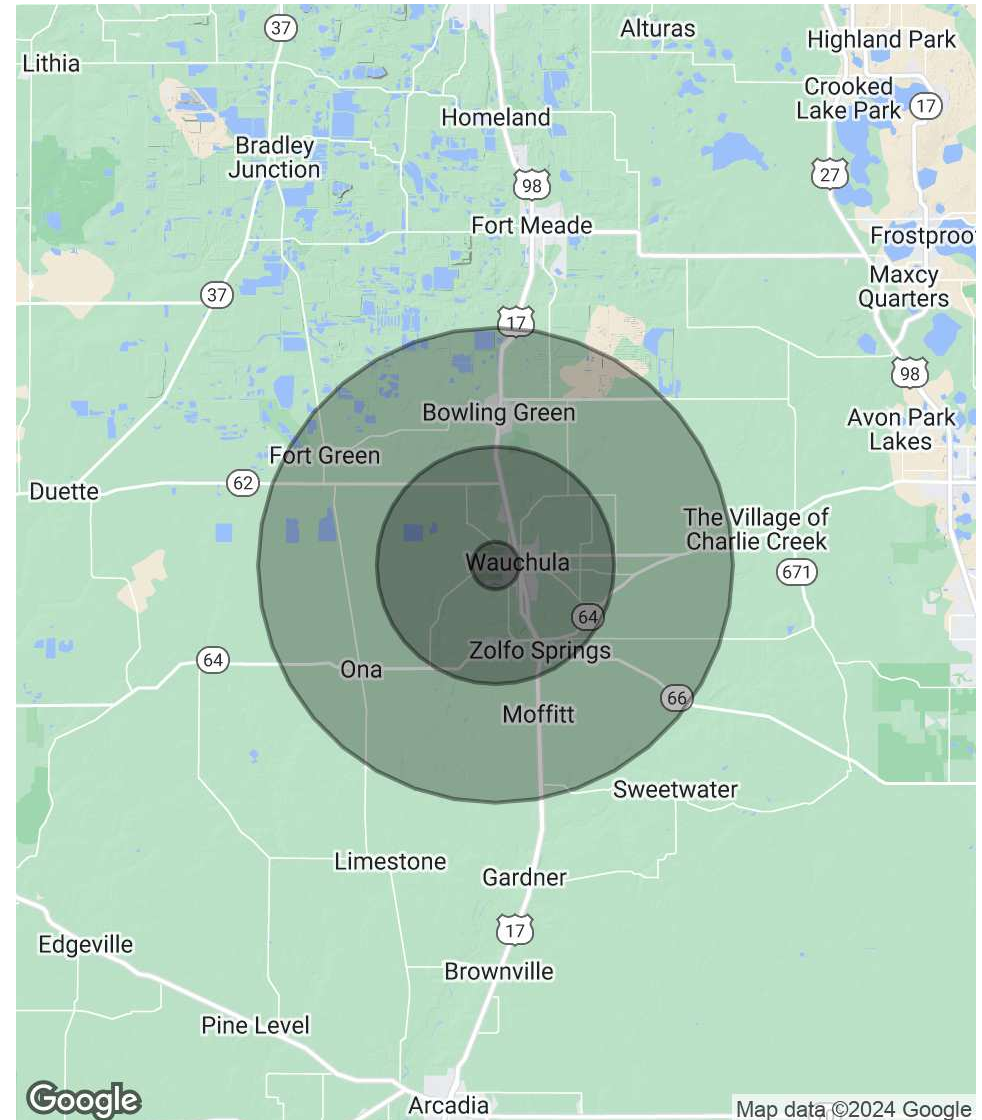 37
Alturas
Highland Park
Lithia
Crooked
Lake Park
17
Homeland
Bradley
Junction
27
98
Fort Meade
Frostproo
Maxcy
Quarters
37
17
98
Bowling Green
Avon Park
Lakes
Fort Green
62
Duette
The Village of
Charlie Creek
Wauchula
671
64
Zolfo Springs
64
Ona
66
Moffitt
Sweetwater
Limestone
Gardner
17
Edgeville
Brownville
Pine Level
Google
Arcadia
Map data ©2024 Google